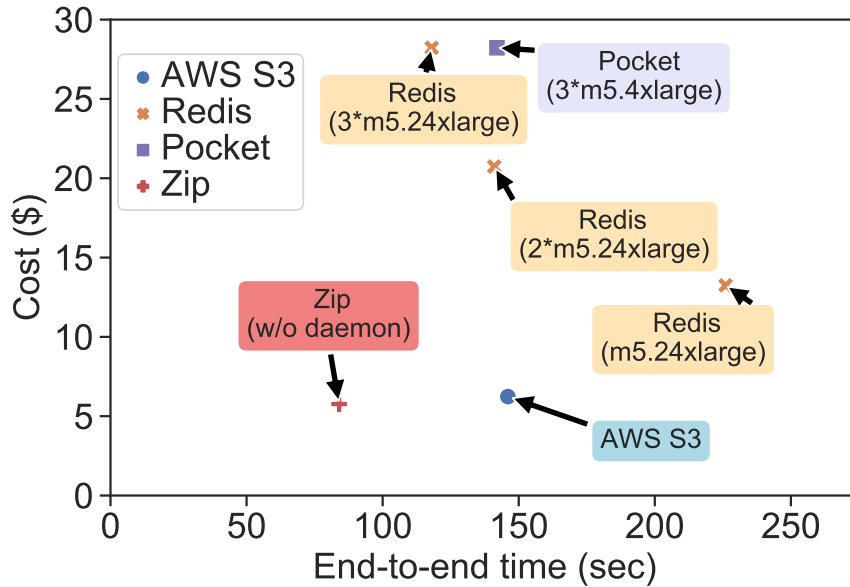 30
25
20
15
10
5
0
Cost ($)
AWS S3
Redis
Pocket
Zip
Redis
(3*m5.24xlarge)
Pocket
(3*m5.4xlarge)
Redis
(2*m5.24xlarge)
Zip
(w/o daemon)
Redis
(m5.24xlarge)
AWS S3
0
50
100
150
200
250
End-to-end time (sec)